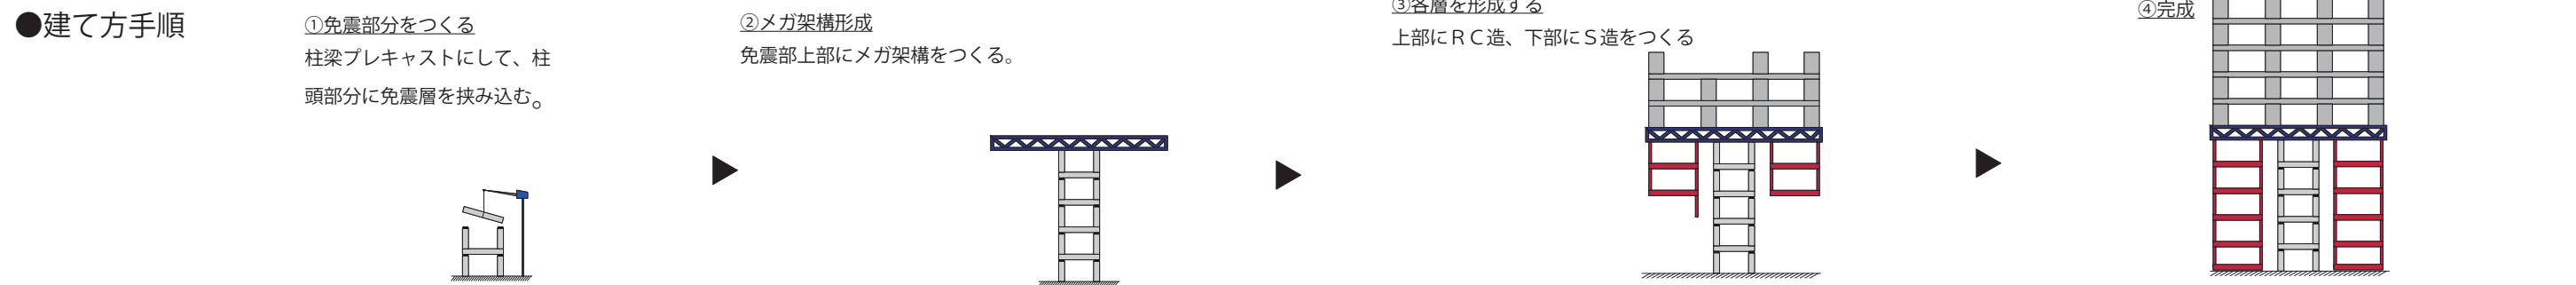 ●建て方手順
①免震部分をつくる
柱梁プレキャストにして、柱
頭部分に免震層を挟み込む。
②メガ架構形成
免震部上部にメガ架構をつくる。
③各層を形成する
上部にＲＣ造、下部にＳ造をつくる
④完成